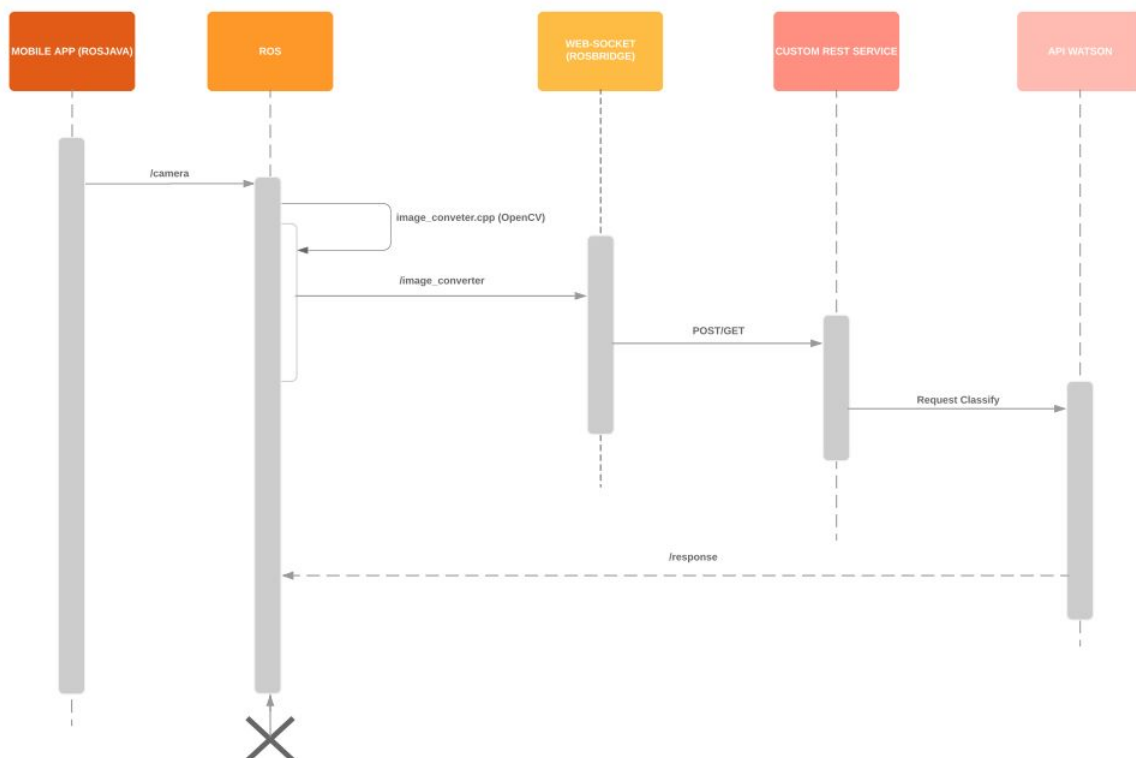 MOBILE APP (ROSJAVA)
ROS
WEB-SOCKET
(ROSBRIDGE)
CUSTOM REST SERVICE
API WATSON
/camera
image_conveter.cpp (OpenCV)
/image_converter
POST/GET
Request Classify
/response